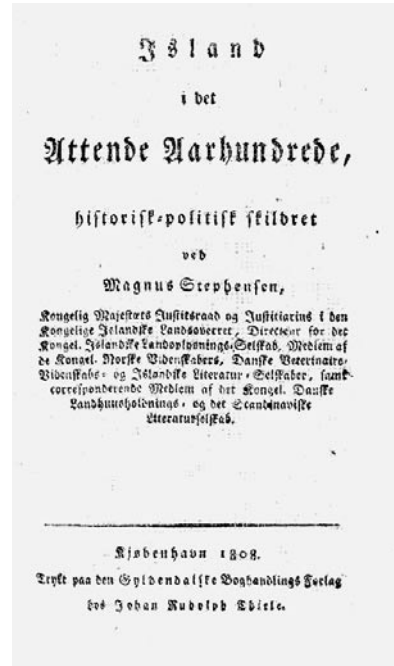 Island
i det
Attende Aarhundrede,
historisk-politisk skildret
ved
Magnus Stephensen,
Kongelig Majestæts Justitsraad og Justitiarius i den
Kongelige Islandske Landsoverret, Directeur for det
Kongel. Islandske Landoplysnings-Selskab, Medlem af
de Kongel. Norske Videnskabers, Danske Veterinair-
Videnskabs- og Islandske Literatur-Selskaber, samt
corresponderende Medlem af det Kongel. Danske
Landhuusholdnings- og det Scandinaviske
Literaturselskab.
Kjøbenhavn 1808.
Trykt paa den Gyldendalske Boghandlings Forlag
hos Johan Rudolph Thiele.